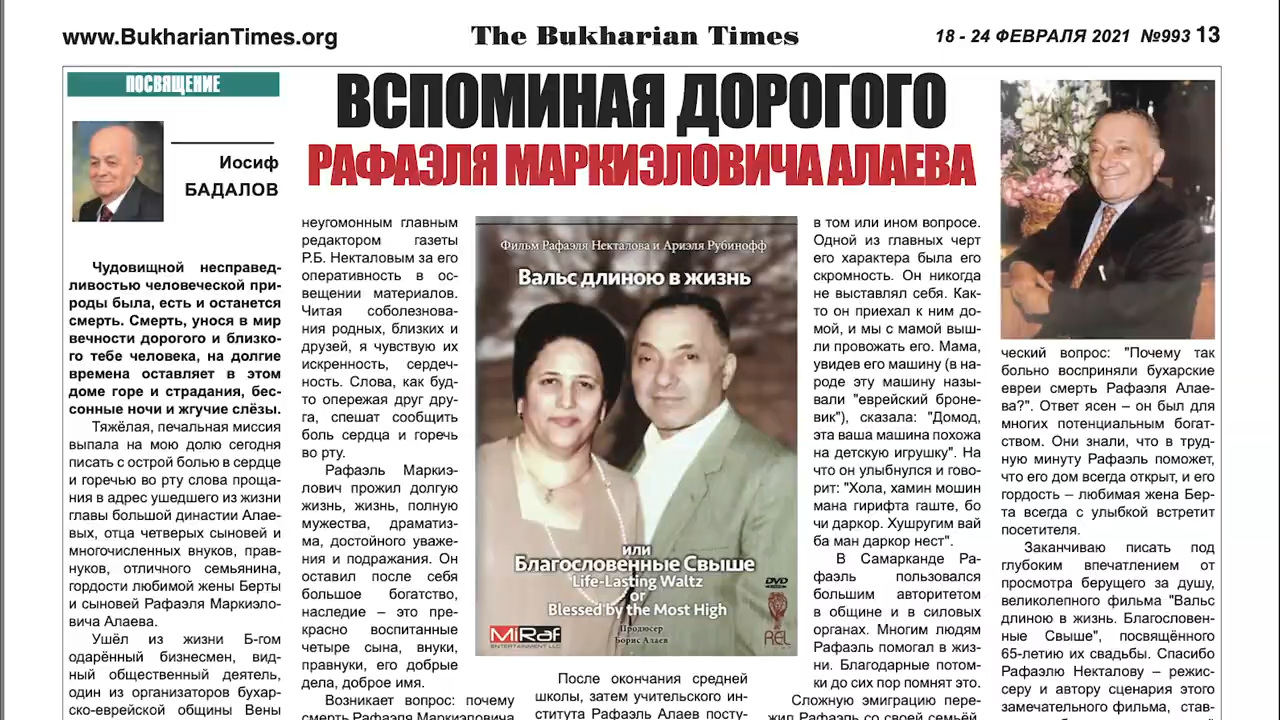 www.BukharianTimes.org
The Bukharian Times
18 - 24 ФЕВРАЛЯ 2021 №993 13
ПОСВЯЩЕНИЕ
ВСПОМИНАЯ ДОРОГОГО
РАФАЭЛЯ МАРКИЭЛОВИЧА АЛАЕВА
Иосиф
БАДАЛОВ
Чудовищной несправед-
ливостью человеческой при-
роды была, есть и останется
смерть. Смерть, унося в мир
вечности дорогого и близко-
го тебе человека, на долгие
времена оставляет в этом
доме горе и страдания, бес-
сонные ночи и жгучие слёзы.
Тяжёлая, печальная миссия
выпала на мою долю сегодня
писать с острой болью в сердце
и горечью во рту слова проща-
ния в адрес ушедшего из жизни
главы большой династии Алае-
вых, отца четверых сыновей и
многочисленных внуков, прав-
нуков, отличного семьянина,
гордости любимой жены Берты
и сыновей Рафаэля Маркиэло-
вича Алаева.
Ушёл из жизни Б-гом
одарённый бизнесмен, вид-
ный общественный деятель,
один из организаторов бухар-
ско-еврейской общины Вены
неугомонным главным
редактором газеты
Р.Б. Некталовым за его
оперативность в ос-
вещении материалов.
Читая соболезнова-
ния родных, близких и
друзей, я чувствую их
искренность, сердеч-
ность. Слова, как буд-
то опережая друг дру-
га, спешат сообщить
боль сердца и горечь
во рту.
Рафаэль Маркиэ-
лович прожил долгую
жизнь, жизнь, полную
мужества, драматиз-
ма, достойного уваже-
ния и подражания. Он
оставил после себя
большое богатство,
наследие – это пре-
красно воспитанные
четыре сына, внуки,
правнуки, его добрые
дела, доброе имя.
Возникает вопрос: почему
смерть Рафаэля Маркиэловича
Фильм Рафаэля Некталова и Ариэля Рубинофф
Вальс длиною в жизнь
или
Благословенные Свыше
Life-Lasting Waltz
or
Blessed by the Most High
Продюсер
Борис Алаев
MiRaf
ENTERTAINMENT LLC
DVD
REL
После окончания средней
школы, затем учительского ин-
ститута Рафаэль Алаев посту-
в том или ином вопросе.
Одной из главных черт
его характера была его
скромность. Он никогда
не выставлял себя. Как-
то он приехал к ним до-
мой, и мы с мамой выш-
ли провожать его. Мама,
увидев его машину (в на-
роде эту машину назы-
вали "еврейский броне-
вик"), сказала: "Домод,
эта ваша машина похожа
на детскую игрушку". На
что он улыбнулся и гово-
рит: "Хола, хамин мошин
мана гирифта гаште, бо
чи даркор. Хушругим вай
ба ман даркор нест".
В Самарканде Ра-
фаэль пользовался
большим авторитетом
в общине и в силовых
органах. Многим людям
Рафаэль помогал в жиз-
ни. Благодарные потом-
ки до сих пор помнят это.
Сложную эмиграцию пере-
жил Рафаэль со своей семьёй.
ческий вопрос: "Почему так
больно восприняли бухарские
евреи смерть Рафаэля Алае-
ва?". Ответ ясен – он был для
многих потенциальным богат-
ством. Они знали, что в труд-
ную минуту Рафаэль поможет,
что его дом всегда открыт, и его
гордость – любимая жена Бер-
та всегда с улыбкой встретит
посетителя.
Заканчиваю писать под
глубоким впечатлением от
просмотра берущего за душу,
великолепного фильма "Вальс
длиною в жизнь. Благословен-
ные Свыше", посвящённого
65-летию их свадьбы. Спасибо
Рафаэлю Некталову – режис-
серу и автору сценария этого
замечательного фильма, став-